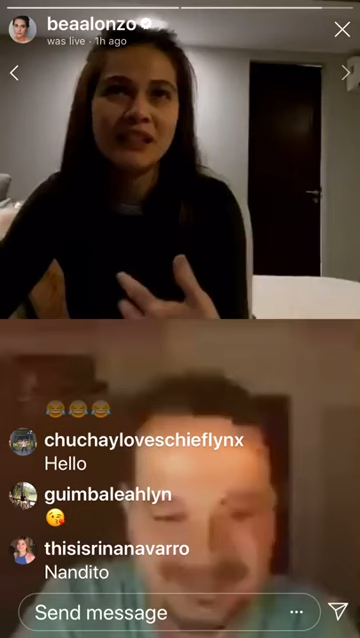 beaalonzo
was live · 1h ago
😂😂😂
chuchayloveschieflynx
Hello
guimbaleahlyn
😘
thisisrinanavarro
Nandito
Send message